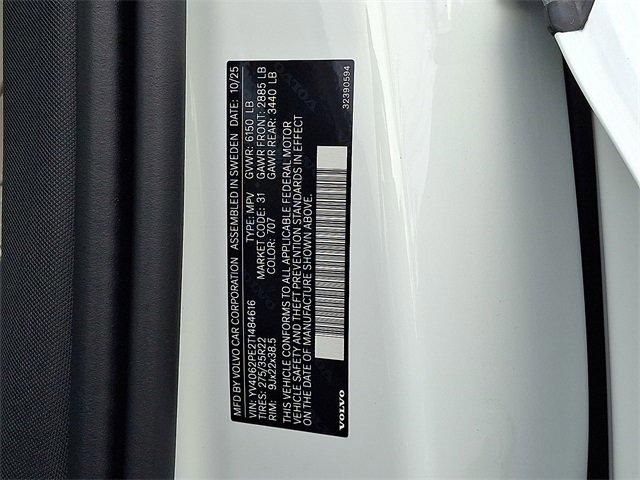 MFD BY VOLVO CAR CORPORATION ASSEMBLED IN SWEDEN DATE: 10/25
VIN: YV4062PE2T1484616 TYPE: MPV GVWR: 6150 LB
TIRES: 275/35R22 MARKET CODE: 31 GAWR FRONT: 2885 LB
RIM: 9Jx22x38.5 COLOR: 707 GAWR REAR: 3440 LB
THIS VEHICLE CONFORMS TO ALL APPLICABLE FEDERAL MOTOR
VEHICLE SAFETY AND THEFT PREVENTION STANDARDS IN EFFECT
ON THE DATE OF MANUFACTURE SHOWN ABOVE.
VOLVO
32390594